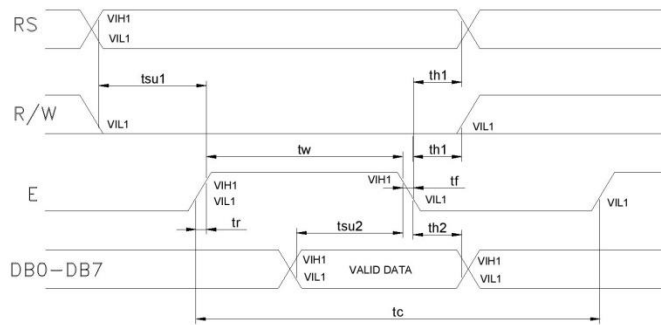 RS
VIH1
VIL1
tsu1
th1
R/W
VIL1
VIL1
tw
th1
E
VIH1
VIL1
VIH1
tf
VIL1
VIL1
tr
tsu2
th2
DB0-DB7
VIH1
VIL1
VALID DATA
VIH1
VIL1
tc